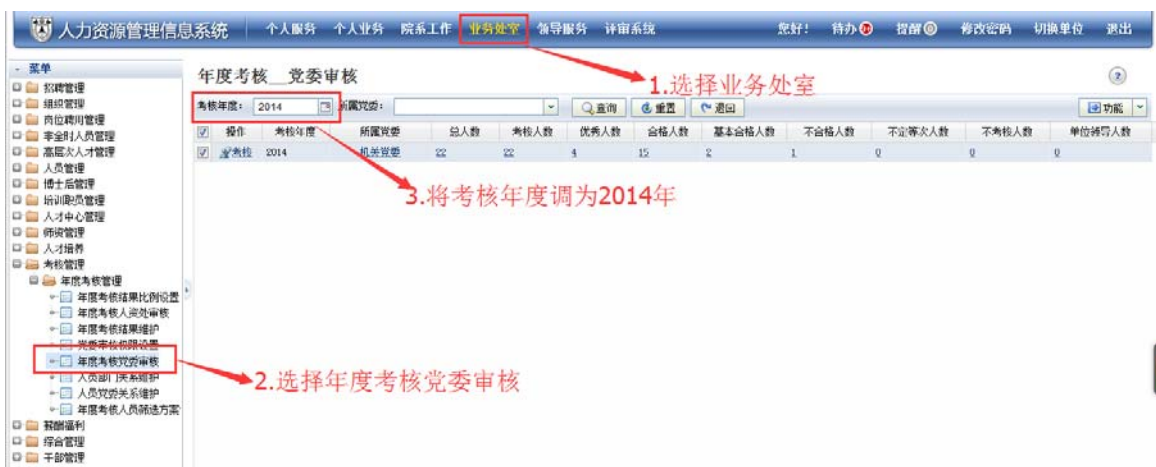 人力资源管理信息系统 个人服务 个人业务 院系工作 业务处室 领导服务 评审系统 您好! 待办 提醒 修改密码 切换单位 退出
菜单
招聘管理
组织管理
岗位聘用管理
非全时人员管理
高层次人才管理
人员管理
博士后管理
培训职员管理
人才中心管理
师资管理
人才培养
考核管理
年度考核管理
年度考核结果比例设置
年度考核人资处审核
年度考核结果维护
党委审核权限设置
年度考核党委审核
人员部门关系维护
人员党委关系维护
年度考核人员筛选方案
薪酬福利
综合管理
干部管理
年度考核__党委审核
1.选择业务处室
考核年度: 2014 所属党委: 查询 重置 退回 功能
操作 考核年度 所属党委 总人数 考核人数 优秀人数 合格人数 基本合格人数 不合格人数 不定等次人数 不考核人数 单位领导人数
考核 2014 机关党委 22 22 4 15 2 1 0 0 0
3.将考核年度调为2014年
2.选择年度考核党委审核